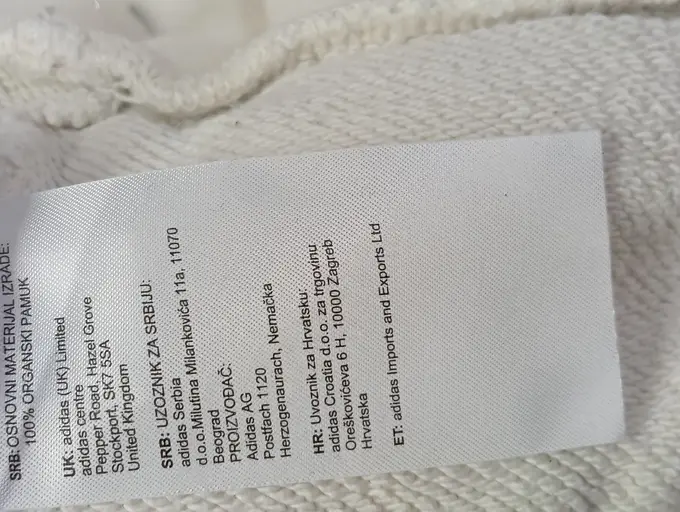 SRB: OSNOVNI MATERIJAL IZRADE:
100% ORGANSKI PAMUK
UK: adidas (UK) Limited
adidas centre
Pepper Road, Hazel Grove
Stockport, SK7 5SA
United Kingdom
SRB: UZOZNIK ZA SRBIJU:
adidas Serbia
d.o.o.Milutina Milankovića 11a, 11070
Beograd
PROIZVOĐAČ:
Adidas AG
Postfach 1120
Herzogenaurach, Nemačka
HR: Uvoznik za Hrvatsku:
adidas Croatia d.o.o. za trgovinu
Oreškovićeva 6 H, 10000 Zagreb
Hrvatska
ET: adidas Imports and Exports Ltd